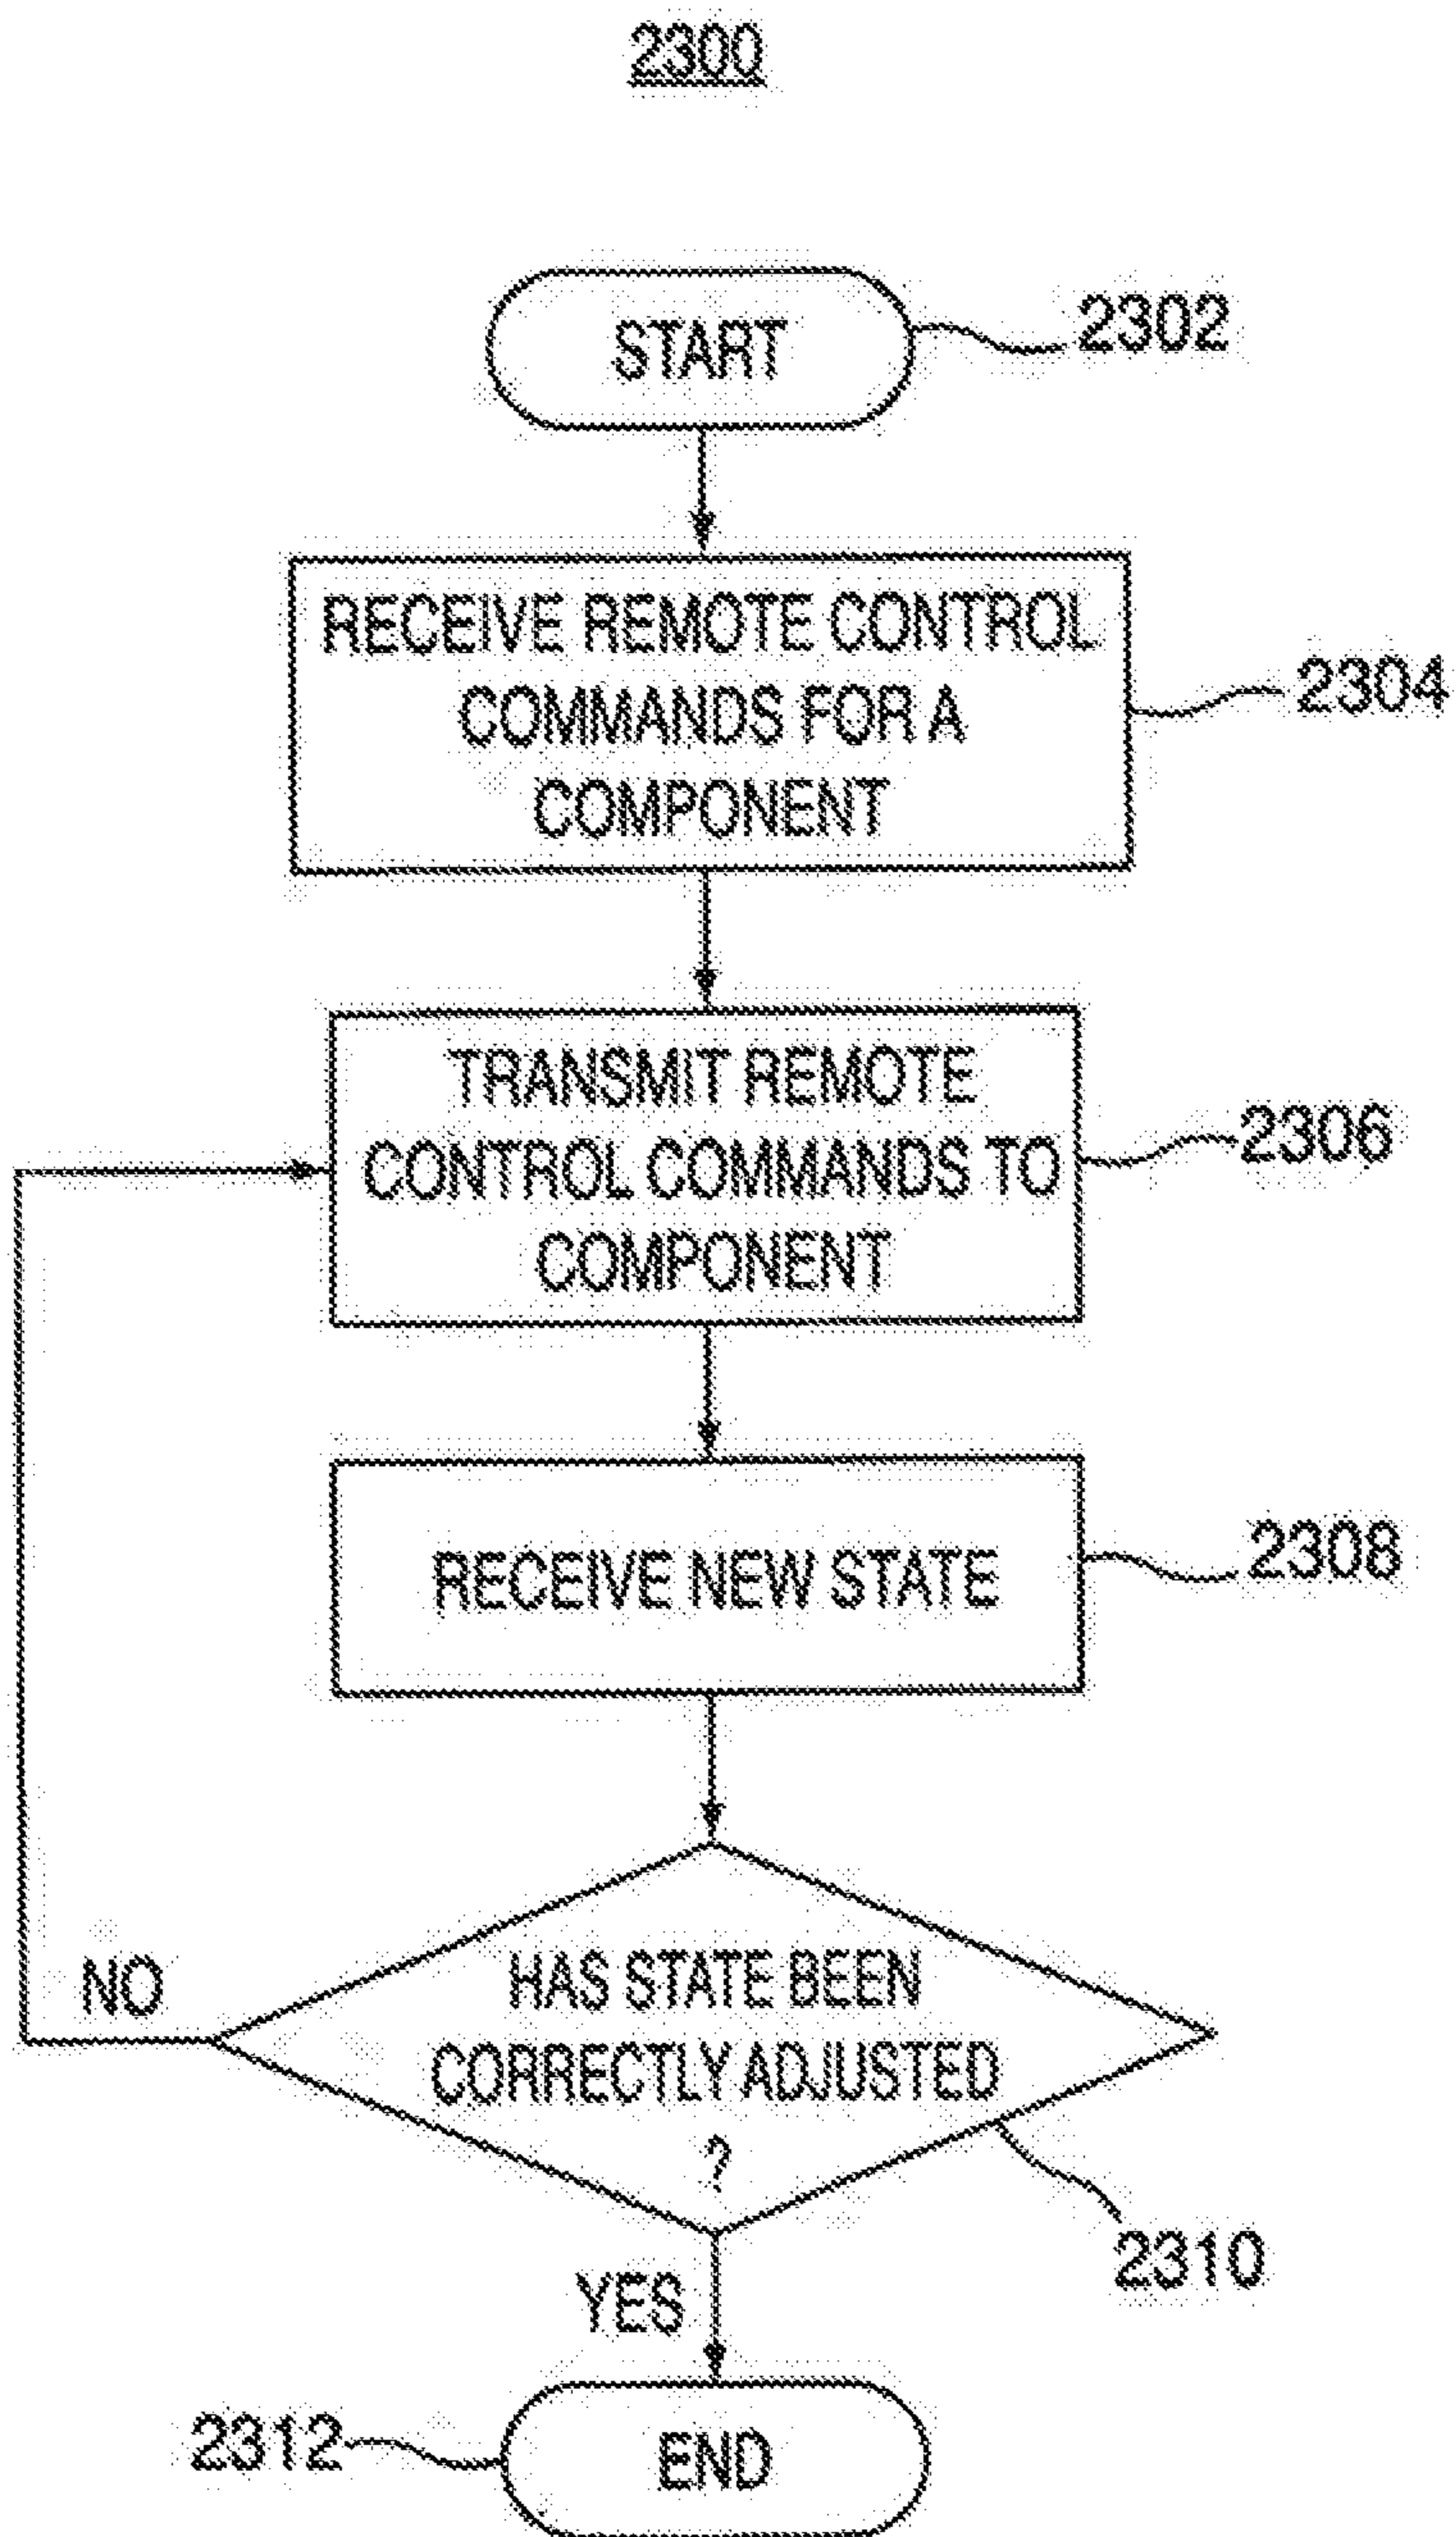 2300
START
2302
RECEIVE REMOTE CONTROL
COMMANDS FOR A
COMPONENT
2304
TRANSMIT REMOTE
CONTROL COMMANDS TO
COMPONENT
2306
RECEIVE NEW STATE
2308
HAS STATE BEEN
CORRECTLY ADJUSTED
?
NO
2310
YES
2312
END